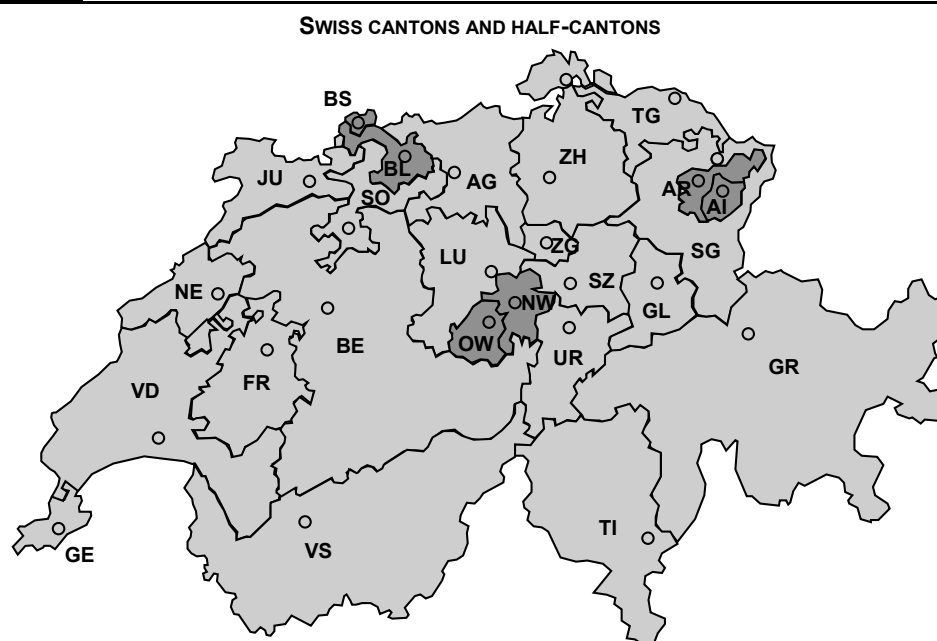 SWISS CANTONS AND HALF-CANTONS
BS
TG
ZH
BL
JU
AG
AR
SO
AI
ZG
SG
LU
SZ
NE
NW
GL
OW
BE
UR
GR
FR
VD
TI
VS
GE